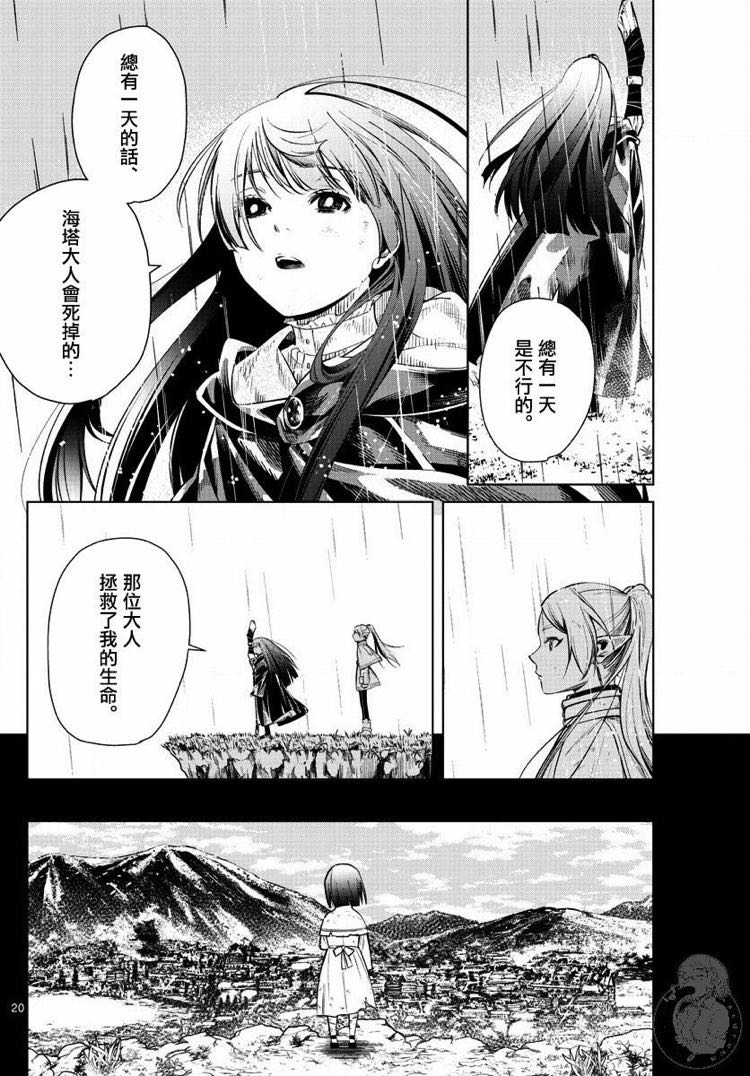 總有一天
是不行的。
總有一天的話、
海塔大人會死掉的…
那位大人
拯救了我的生命。
20